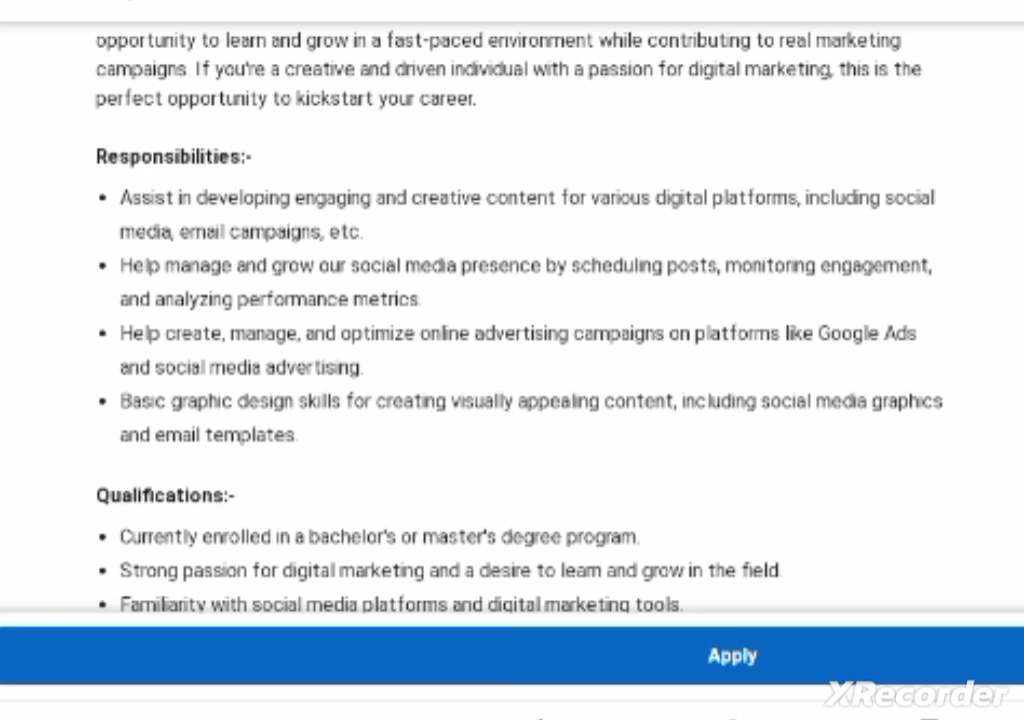 opportunity to learn and grow in a fast-paced environment while contributing to real marketing
campaigns. If you're a creative and driven individual with a passion for digital marketing, this is the
perfect opportunity to kickstart your career.
Responsibilities:-
• Assist in developing engaging and creative content for various digital platforms, including social
media, email campaigns, etc.
• Help manage and grow our social media presence by scheduling posts, monitoring engagement,
and analyzing performance metrics.
• Help create, manage, and optimize online advertising campaigns on platforms like Google Ads
and social media advertising.
• Basic graphic design skills for creating visually appealing content, including social media graphics
and email templates.
Qualifications:-
• Currently enrolled in a bachelor's or master's degree program.
• Strong passion for digital marketing and a desire to learn and grow in the field.
• Familiarity with social media platforms and digital marketing tools.
Apply
XRecorder